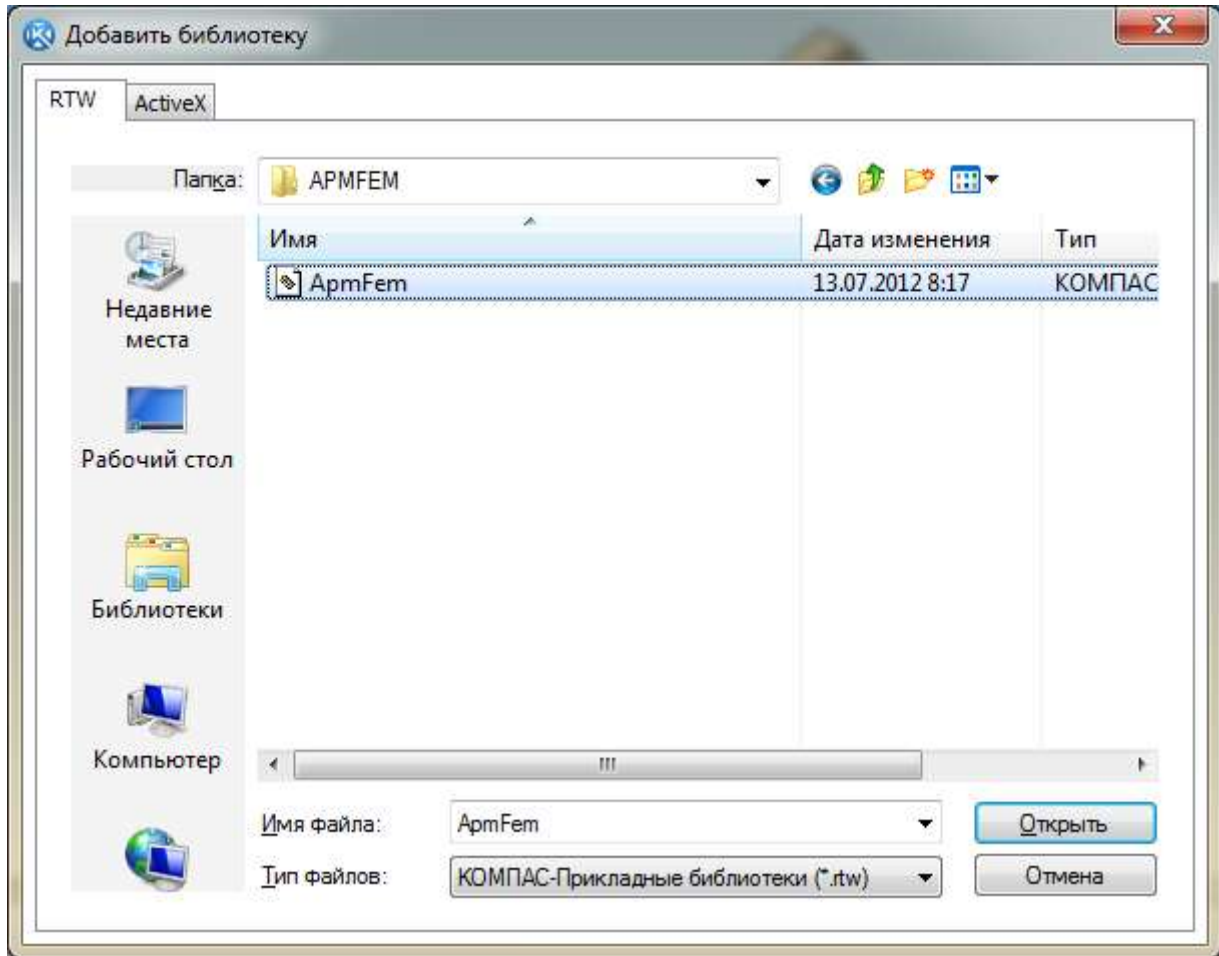 Добавить библиотеку
RTW ActiveX
Папка: APMFEM
Имя Дата изменения Тип
ApmFem 13.07.2012 8:17 КОМПАС
Недавние
места
Рабочий стол
Библиотеки
Компьютер
Имя файла: ApmFem Открыть
Тип файлов: КОМПАС-Прикладные библиотеки (*.rtw) Отмена